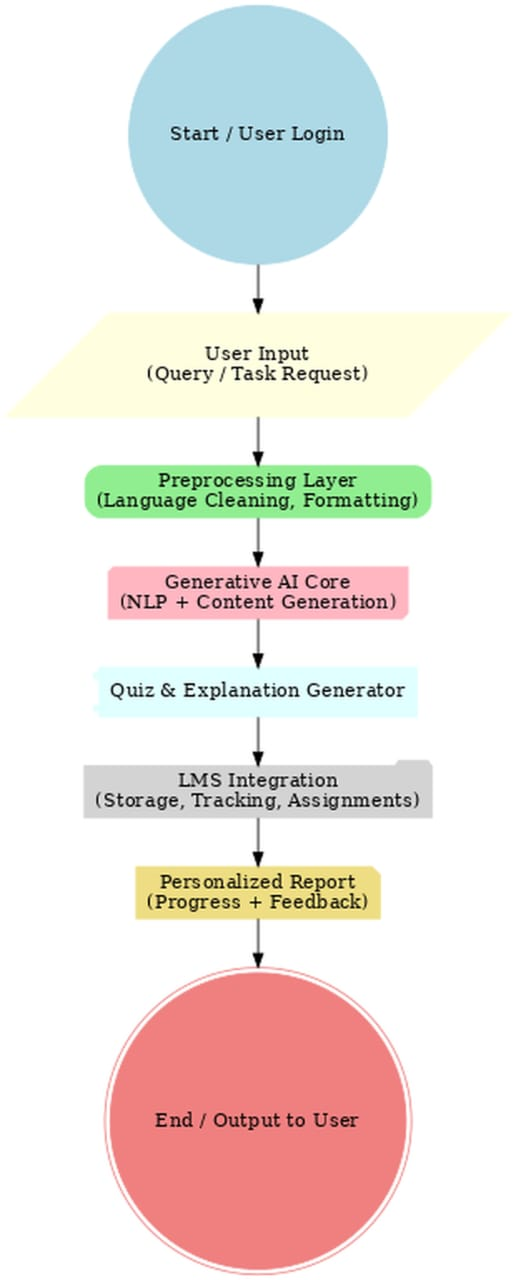 Start / User Login
User Input
(Query / Task Request)
Preprocessing Layer
(Language Cleaning, Formatting)
Generative AI Core
(NLP + Content Generation)
Quiz & Explanation Generator
LMS Integration
(Storage, Tracking, Assignments)
Personalized Report
(Progress + Feedback)
End / Output to User